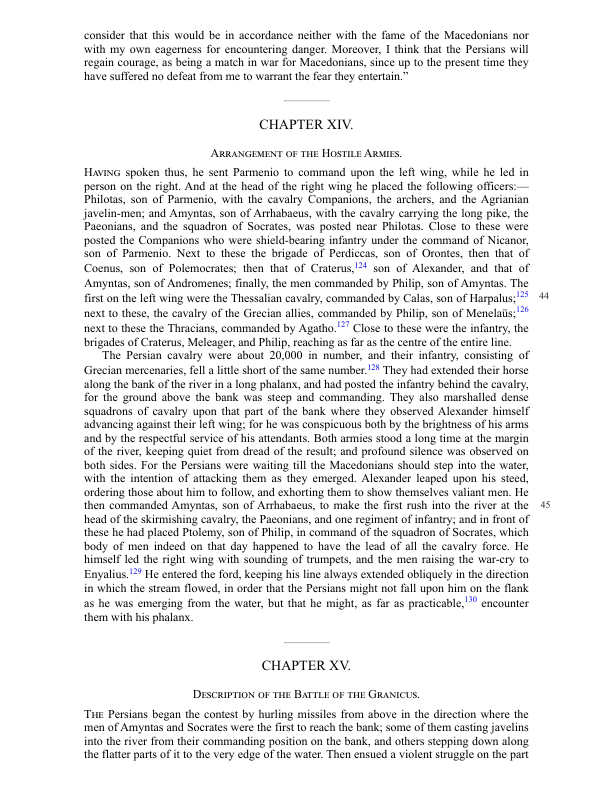 consider that this would be in accordance neither with the fame of the Macedonians nor
with my own eagerness for encountering danger. Moreover, I think that the Persians will
regain courage, as being a match in war for Macedonians, since up to the present time they
have suffered no defeat from me to warrant the fear they entertain.”
CHAPTER XIV.
Arrangement of the Hostile Armies.
Having spoken thus, he sent Parmenio to command upon the left wing, while he led in
person on the right. And at the head of the right wing he placed the following officers:—
Philotas, son of Parmenio, with the cavalry Companions, the archers, and the Agrianian
javelin-men; and Amyntas, son of Arrhabaeus, with the cavalry carrying the long pike, the
Paeonians, and the squadron of Socrates, was posted near Philotas. Close to these were
posted the Companions who were shield-bearing infantry under the command of Nicanor,
son of Parmenio. Next to these the brigade of Perdiccas, son of Orontes, then that of
Coenus, son of Polemocrates; then that of Craterus,124 son of Alexander, and that of
Amyntas, son of Andromenes; finally, the men commanded by Philip, son of Amyntas. The
first on the left wing were the Thessalian cavalry, commanded by Calas, son of Harpalus;125 44
next to these, the cavalry of the Grecian allies, commanded by Philip, son of Menelaüs;126
next to these the Thracians, commanded by Agatho.127 Close to these were the infantry, the
brigades of Craterus, Meleager, and Philip, reaching as far as the centre of the entire line.
The Persian cavalry were about 20,000 in number, and their infantry, consisting of
Grecian mercenaries, fell a little short of the same number.128 They had extended their horse
along the bank of the river in a long phalanx, and had posted the infantry behind the cavalry,
for the ground above the bank was steep and commanding. They also marshalled dense
squadrons of cavalry upon that part of the bank where they observed Alexander himself
advancing against their left wing; for he was conspicuous both by the brightness of his arms
and by the respectful service of his attendants. Both armies stood a long time at the margin
of the river, keeping quiet from dread of the result; and profound silence was observed on
both sides. For the Persians were waiting till the Macedonians should step into the water,
with the intention of attacking them as they emerged. Alexander leaped upon his steed,
ordering those about him to follow, and exhorting them to show themselves valiant men. He
then commanded Amyntas, son of Arrhabaeus, to make the first rush into the river at the 45
head of the skirmishing cavalry, the Paeonians, and one regiment of infantry; and in front of
these he had placed Ptolemy, son of Philip, in command of the squadron of Socrates, which
body of men indeed on that day happened to have the lead of all the cavalry force. He
himself led the right wing with sounding of trumpets, and the men raising the war-cry to
Enyalius.129 He entered the ford, keeping his line always extended obliquely in the direction
in which the stream flowed, in order that the Persians might not fall upon him on the flank
as he was emerging from the water, but that he might, as far as practicable,130 encounter
them with his phalanx.
CHAPTER XV.
Description of the Battle of the Granicus.
The Persians began the contest by hurling missiles from above in the direction where the
men of Amyntas and Socrates were the first to reach the bank; some of them casting javelins
into the river from their commanding position on the bank, and others stepping down along
the flatter parts of it to the very edge of the water. Then ensued a violent struggle on the part